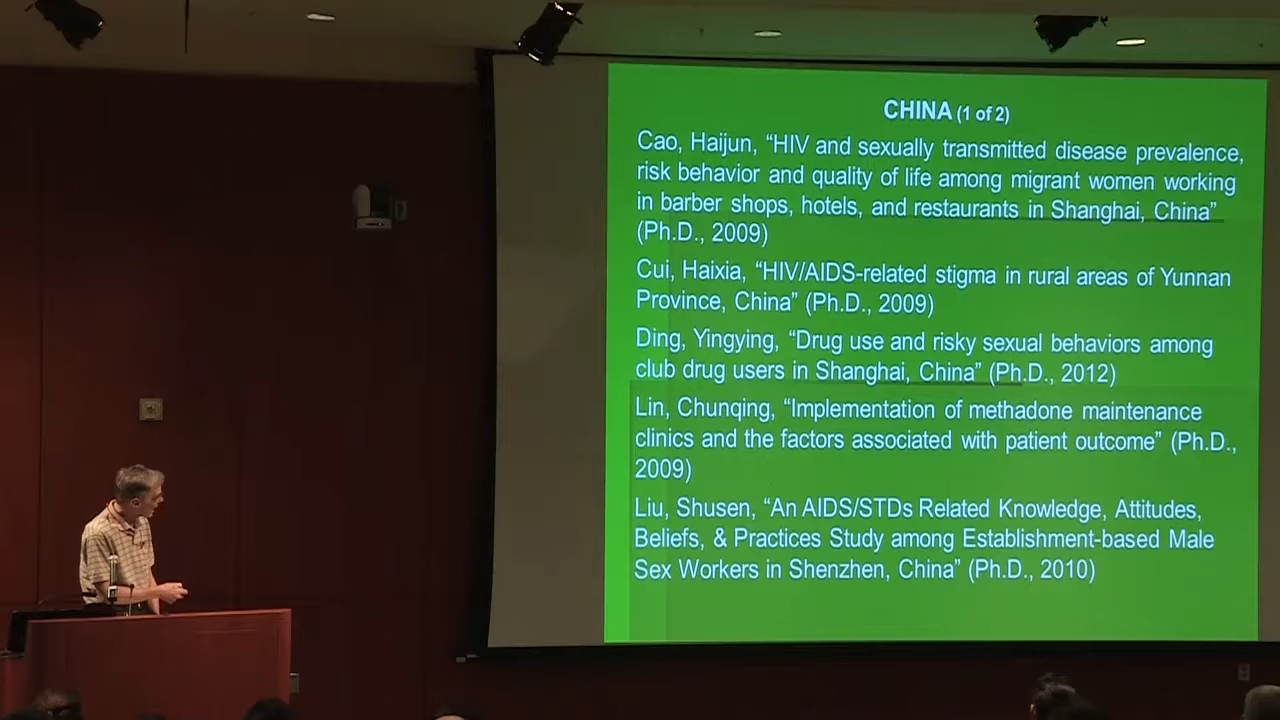 CHINA (1 of 2)
Cao, Haijun, “HIV and sexually transmitted disease prevalence,
risk behavior and quality of life among migrant women working
in barber shops, hotels, and restaurants in Shanghai, China”
(Ph.D., 2009)
Cui, Haixia, “HIV/AIDS-related stigma in rural areas of Yunnan
Province, China” (Ph.D., 2009)
Ding, Yingying, “Drug use and risky sexual behaviors among
club drug users in Shanghai, China” (Ph.D., 2012)
Lin, Chunqing, “Implementation of methadone maintenance
clinics and the factors associated with patient outcome” (Ph.D.,
2009)
Liu, Shusen, “An AIDS/STDs Related Knowledge, Attitudes,
Beliefs, & Practices Study among Establishment-based Male
Sex Workers in Shenzhen, China” (Ph.D., 2010)